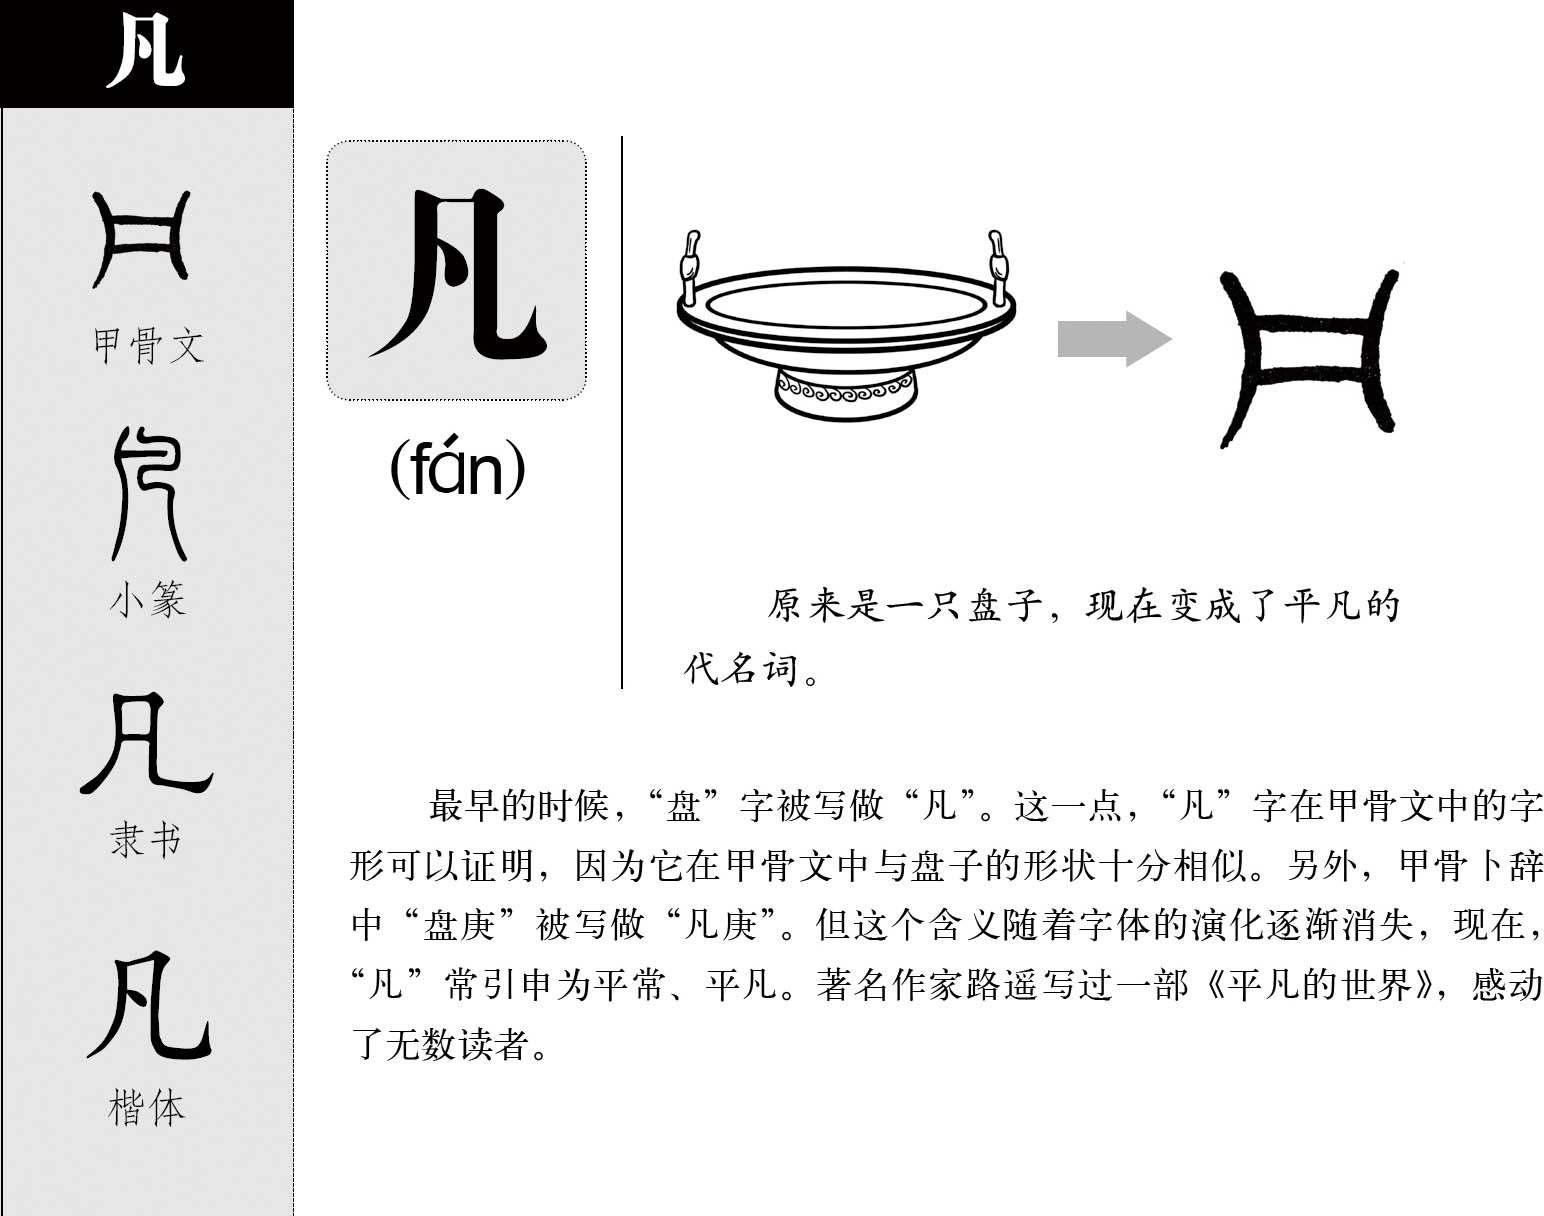 凡
甲骨文
小篆
隶书
楷体
凡
(fán)
原来是一只盘子，现在变成了平凡的
代名词。
最早的时候，“盘”字被写做“凡”。这一点，“凡”字在甲骨文中的字
形可以证明，因为它在甲骨文中与盘子的形状十分相似。另外，甲骨卜辞
中“盘庚”被写做“凡庚”。但这个含义随着字体的演化逐渐消失，现在，
“凡”常引申为平常、平凡。著名作家路遥写过一部《平凡的世界》，感动
了无数读者。